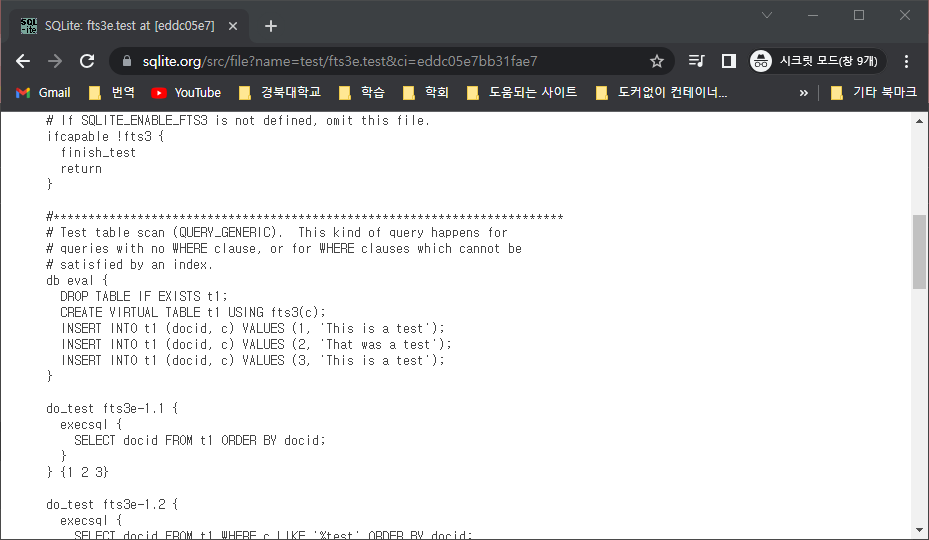 SQLite: fts3e.test at [eddc05e7]
sqlite.org/src/file?name=test/fts3e.test&ci=eddc05e7bb31fae7
시크릿 모드(창 9개)
Gmail 번역 YouTube 경북대학교 학습 학회 도움되는 사이트 도커없이 컨테이너... » 기타 북마크
# If SQLITE_ENABLE_FTS3 is not defined, omit this file.
ifcapable !fts3 {
  finish_test
  return
}
#*************************************************************************
# Test table scan (QUERY_GENERIC).  This kind of query happens for
# queries with no WHERE clause, or for WHERE clauses which cannot be
# satisfied by an index.
db eval {
  DROP TABLE IF EXISTS t1;
  CREATE VIRTUAL TABLE t1 USING fts3(c);
  INSERT INTO t1 (docid, c) VALUES (1, 'This is a test');
  INSERT INTO t1 (docid, c) VALUES (2, 'That was a test');
  INSERT INTO t1 (docid, c) VALUES (3, 'This is a test');
}
do_test fts3e-1.1 {
  execsql {
    SELECT docid FROM t1 ORDER BY docid;
  }
} {1 2 3}
do_test fts3e-1.2 {
  execsql {
    SELECT docid FROM t1 WHERE c LIKE '%test' ORDER BY docid;